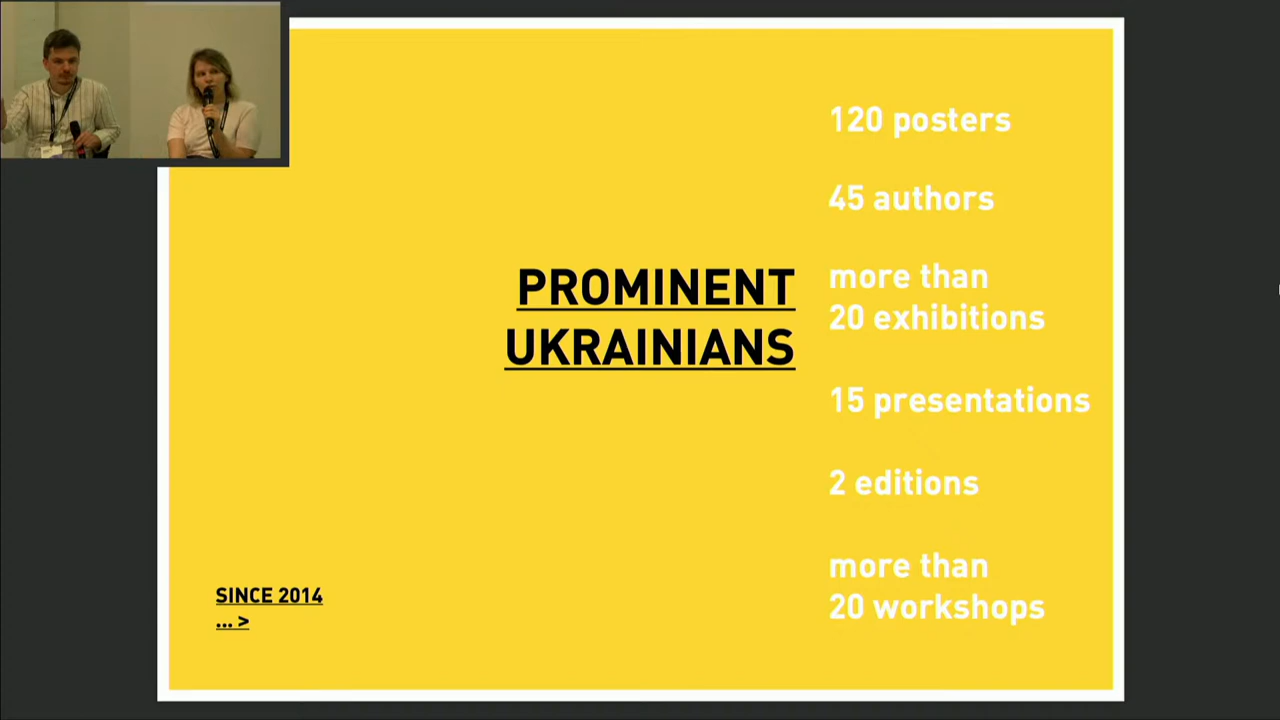 PROMINENT
UKRAINIANS
120 posters
45 authors
more than
20 exhibitions
15 presentations
2 editions
more than
20 workshops
SINCE 2014
... >